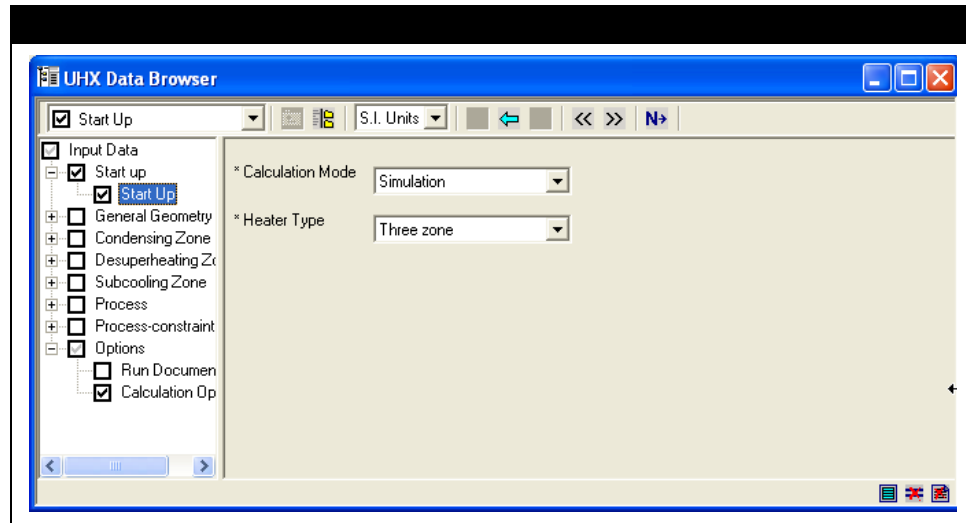 UHX Data Browser
Start Up
S.I. Units
N
Input Data
Start up
Start Up
General Geometry
Condensing Zone
Desuperheating Zo
Subcooling Zone
Process
Process-constraint
Options
Run Documen
Calculation Op
* Calculation Mode
Simulation
* Heater Type
Three zone